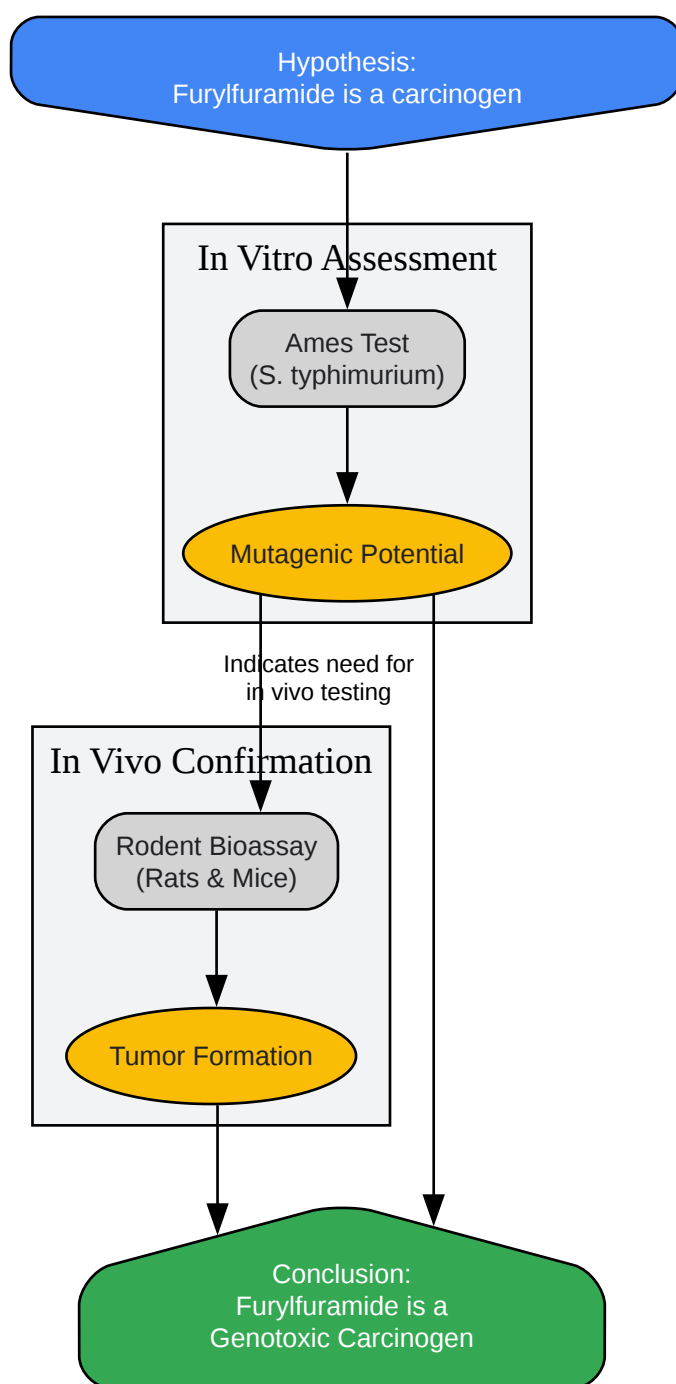 Hypothesis:
Furylfuramide is a carcinogen
In Vitro Assessment
Ames Test
(S. typhimurium)
Mutagenic Potential
Indicates need for
in vivo testing
In Vivo Confirmation
Rodent Bioassay
(Rats & Mice)
Tumor Formation
Conclusion:
Furylfuramide is a
Genotoxic Carcinogen